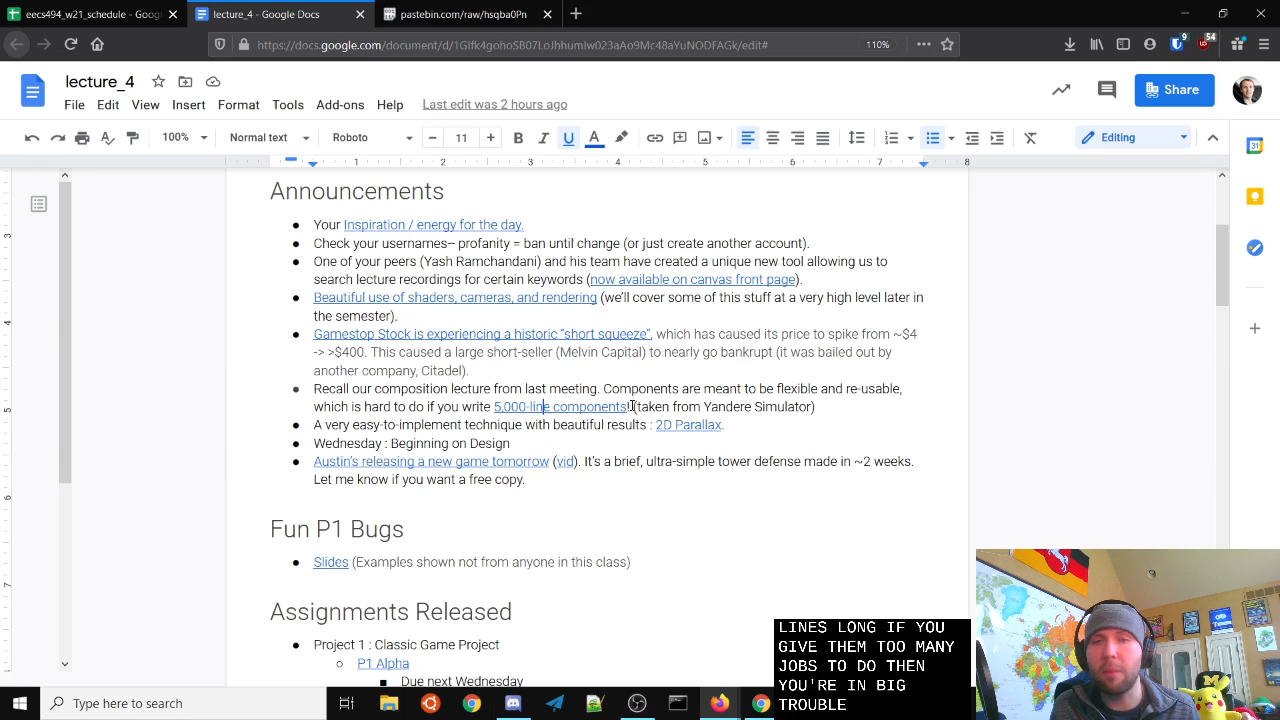 eecs494_w21_schedule - Googl
lecture_4 - Google Docs
pastebin.com/raw/hsqba0Pn
110%
9
54
lecture_4
File Edit View Insert Format Tools Add-ons Help Last edit was 2 hours ago
Share
100% Normal text Roboto 11 Editing
1 2 3 4 5 6 7 8
Announcements
● Your Inspiration / energy for the day.
● Check your usernames-- profanity = ban until change (or just create another account).
● One of your peers (Yash Ramchandani) and his team have created a unique new tool allowing us to
search lecture recordings for certain keywords (now available on canvas front page).
● Beautiful use of shaders, cameras, and rendering (we'll cover some of this stuff at a very high level later in
the semester).
● Gamestop Stock is experiencing a historic "short squeeze", which has caused its price to spike from ~$4
-> >$400. This caused a large short-seller (Melvin Capital) to nearly go bankrupt (it was bailed out by
another company, Citadel).
● Recall our composition lecture from last meeting. Components are meant to be flexible and re-usable,
which is hard to do if you write 5,000-line components! (taken from Yandere Simulator)
● A very easy-to-implement technique with beautiful results : 2D Parallax.
● Wednesday : Beginning on Design
● Austin's releasing a new game tomorrow (vid). It's a brief, ultra-simple tower defense made in ~2 weeks.
Let me know if you want a free copy.
Fun P1 Bugs
● Slides (Examples shown not from anyone in this class)
Assignments Released
● Project 1 : Classic Game Project
○ P1 Alpha
■ Due next Wednesday
LINES LONG IF YOU
GIVE THEM TOO MANY
JOBS TO DO THEN
YOU'RE IN BIG
TROUBLE
Type here to search